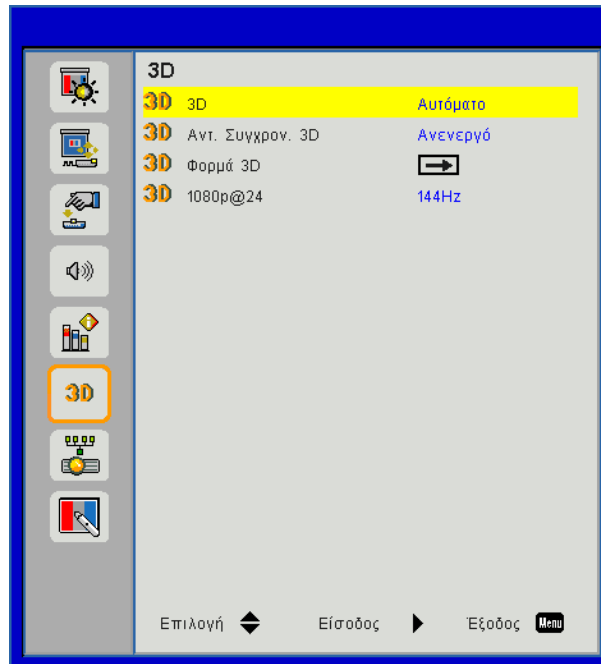 3D
3D 3D Αυτόματο
3D Αντ. Συγχρον. 3D Ανενεργό
3D Φορμά 3D
3D 1080p@24 144Hz
3D
Επιλογή Είσοδος Έξοδος Menu